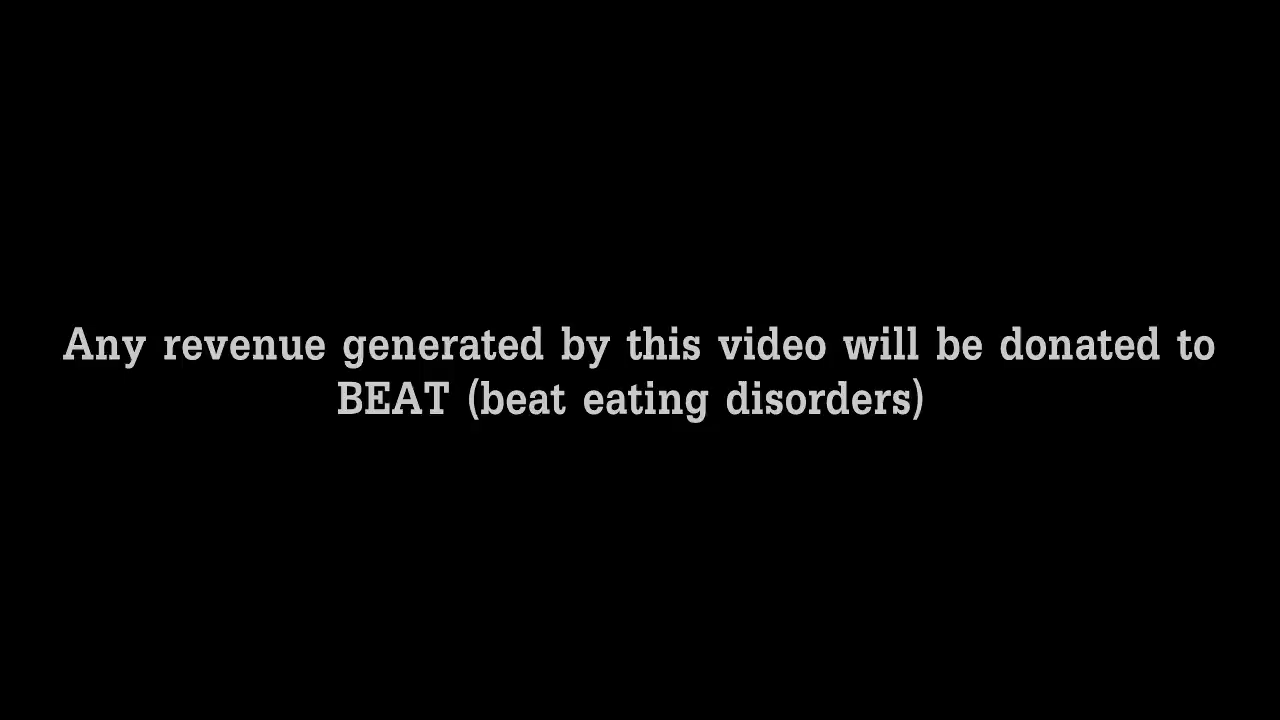 Any revenue generated by this video will be donated to
BEAT (beat eating disorders)